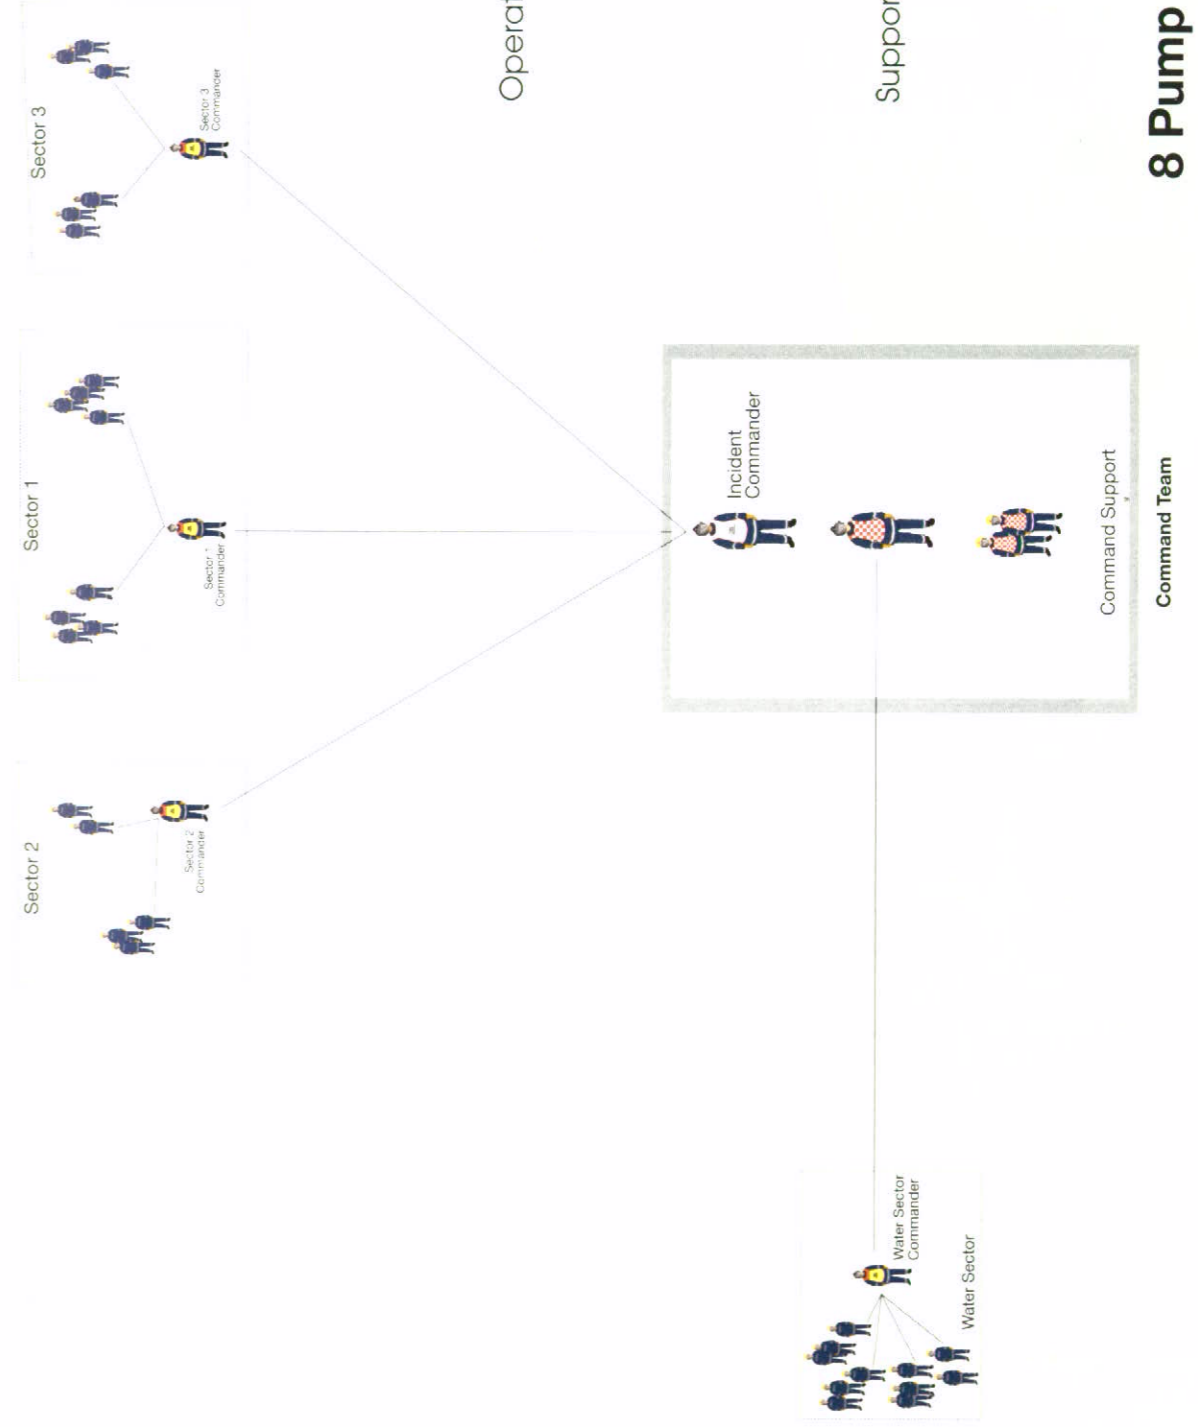 Sector 2
Sector 1
Sector 3
Sector 2
Commander
Sector 1
Commander
Sector 3
Commander
Operat
Incident
Commander
Water Sector
Commander
Suppor
Water Sector
Command Support
Command Team
8 Pump